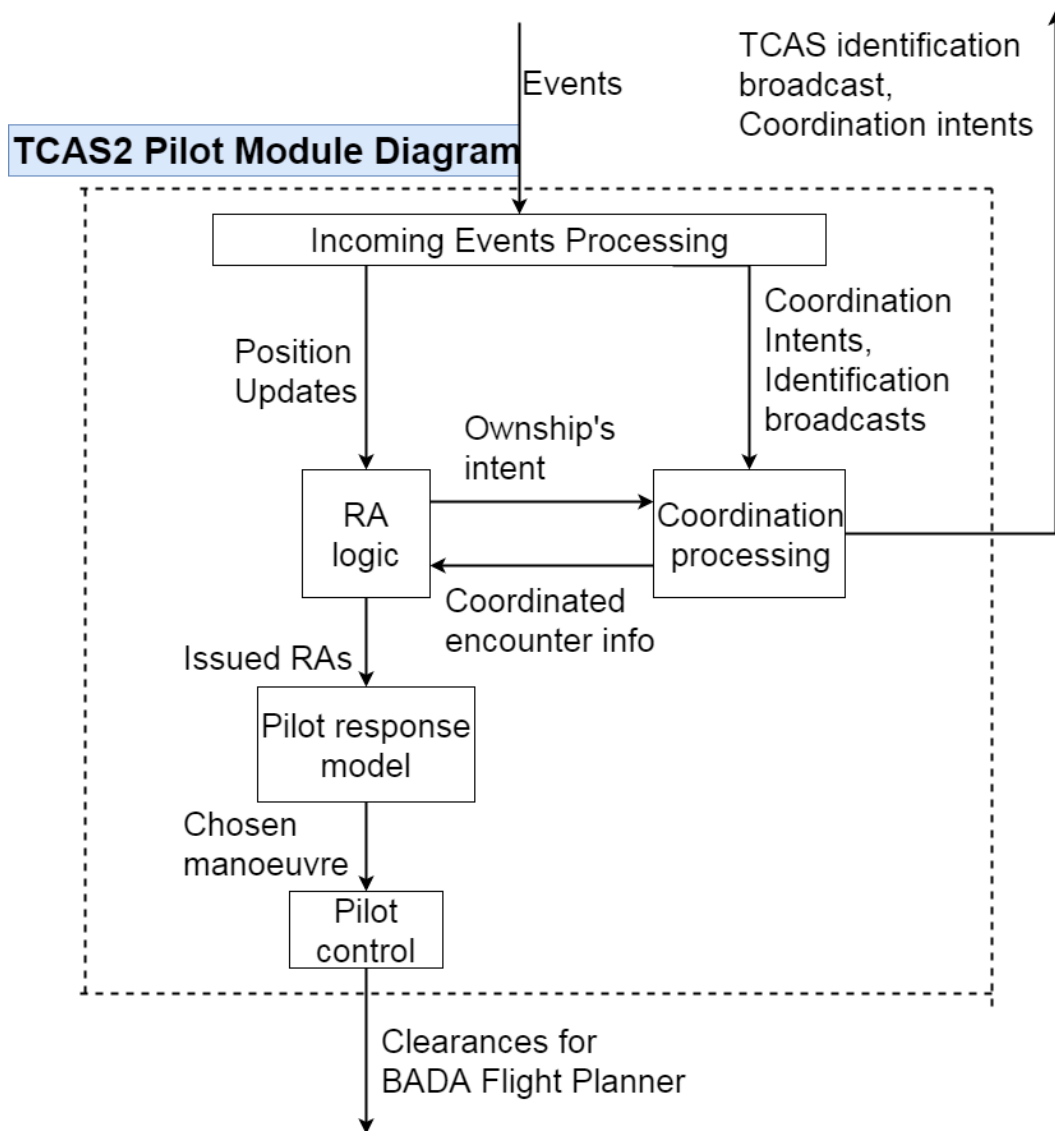 Events
TCAS identification
broadcast,
Coordination intents
TCAS2 Pilot Module Diagram
Incoming Events Processing
Position
Updates
Coordination
Intents,
Identification
broadcasts
Ownship's
intent
RA
logic
Coordination
processing
Coordinated
encounter info
Issued RAs
Pilot response
model
Chosen
manoeuvre
Pilot
control
Clearances for
BADA Flight Planner